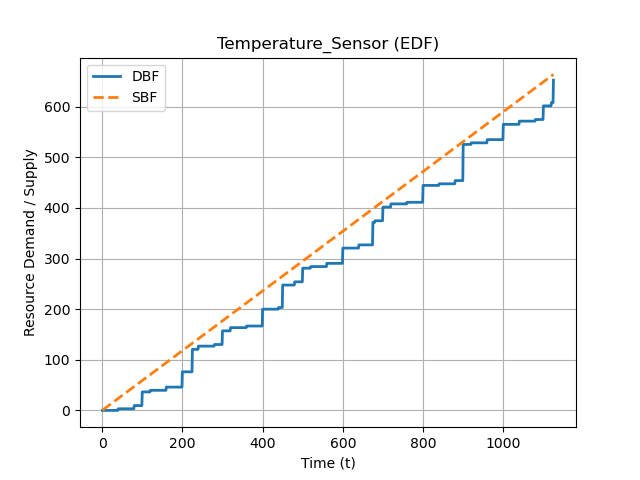 Temperature_Sensor (EDF)
DBF
SBF
Resource Demand / Supply
600
500
400
300
200
100
0
0 200 400 600 800 1000
Time (t)